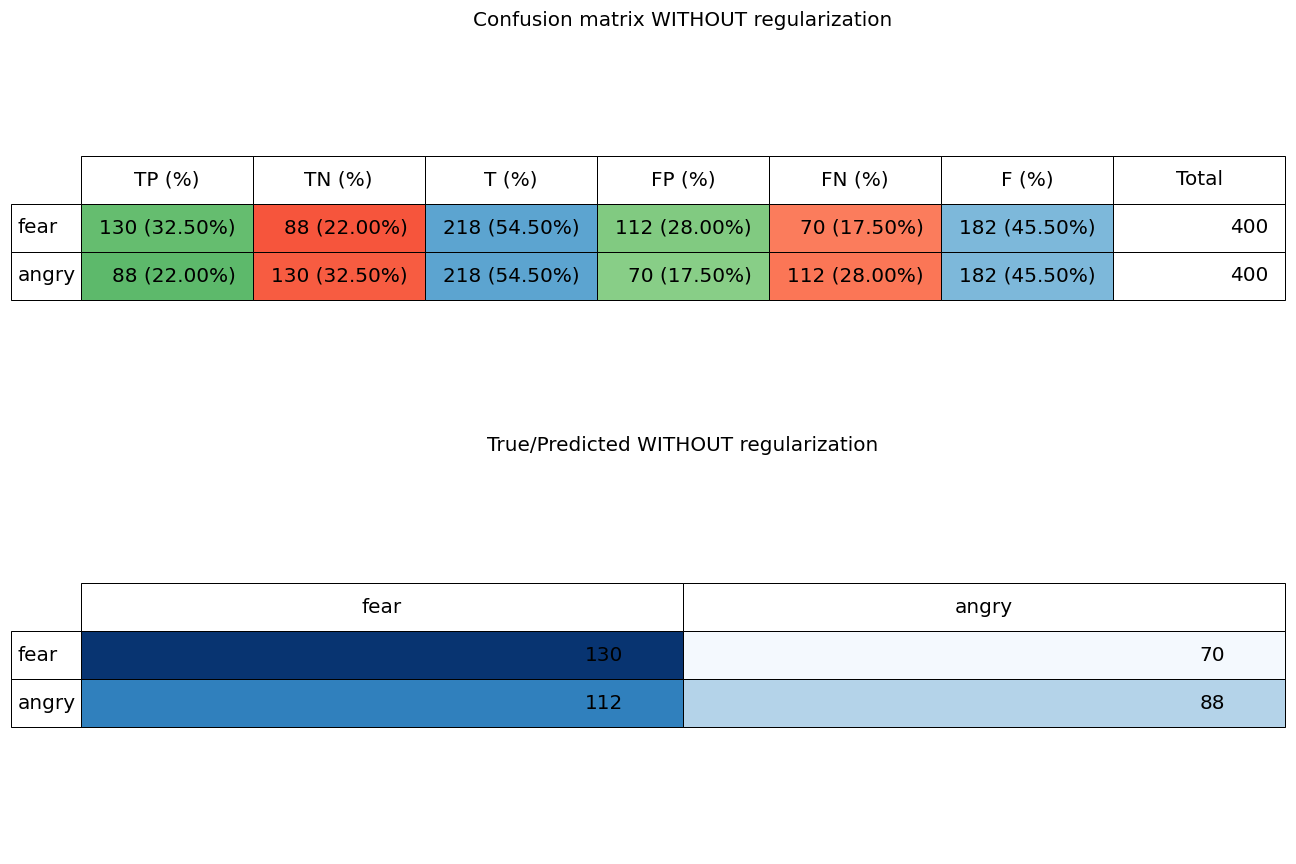 Confusion matrix WITHOUT regularization
TP (%) TN (%) T (%) FP (%) FN (%) F (%) Total
fear 130 (32.50%) 88 (22.00%) 218 (54.50%) 112 (28.00%) 70 (17.50%) 182 (45.50%) 400
angry 88 (22.00%) 130 (32.50%) 218 (54.50%) 70 (17.50%) 112 (28.00%) 182 (45.50%) 400
True/Predicted WITHOUT regularization
fear angry
fear 130 70
angry 112 88